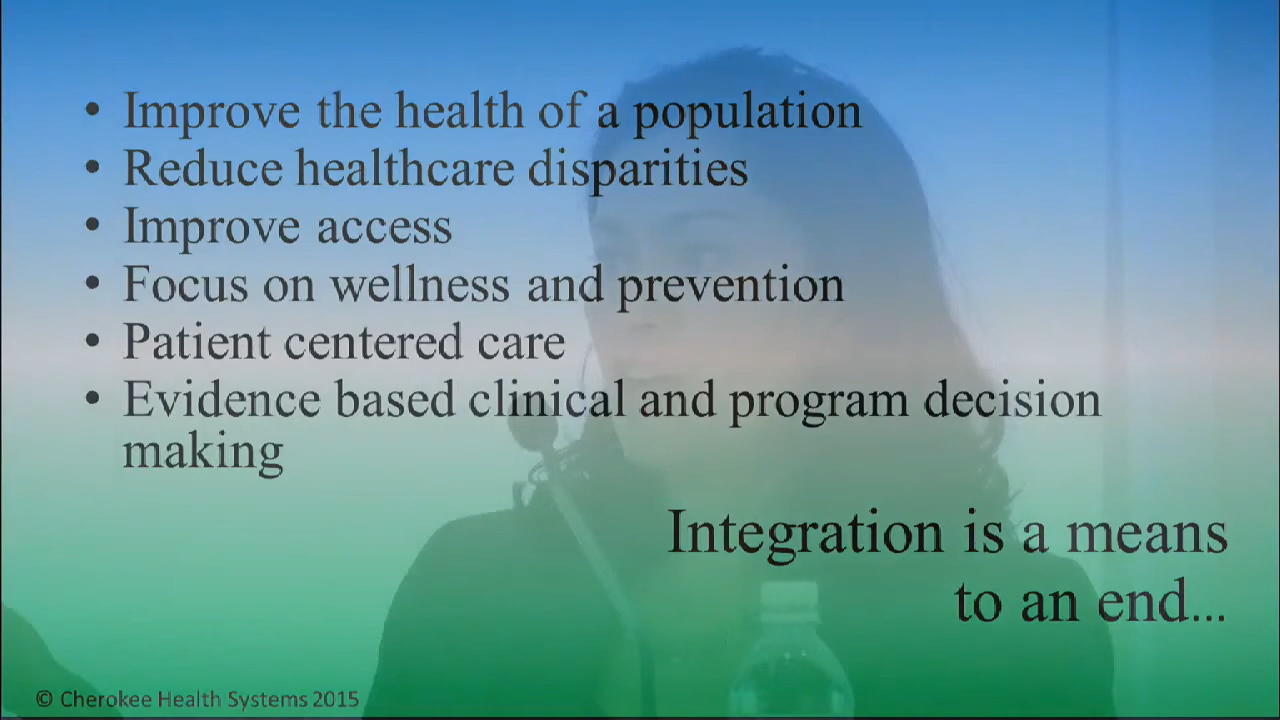 • Improve the health of a population
• Reduce healthcare disparities
• Improve access
• Focus on wellness and prevention
• Patient centered care
• Evidence based clinical and program decision
making
Integration is a means
to an end...
© Cherokee Health Systems 2015